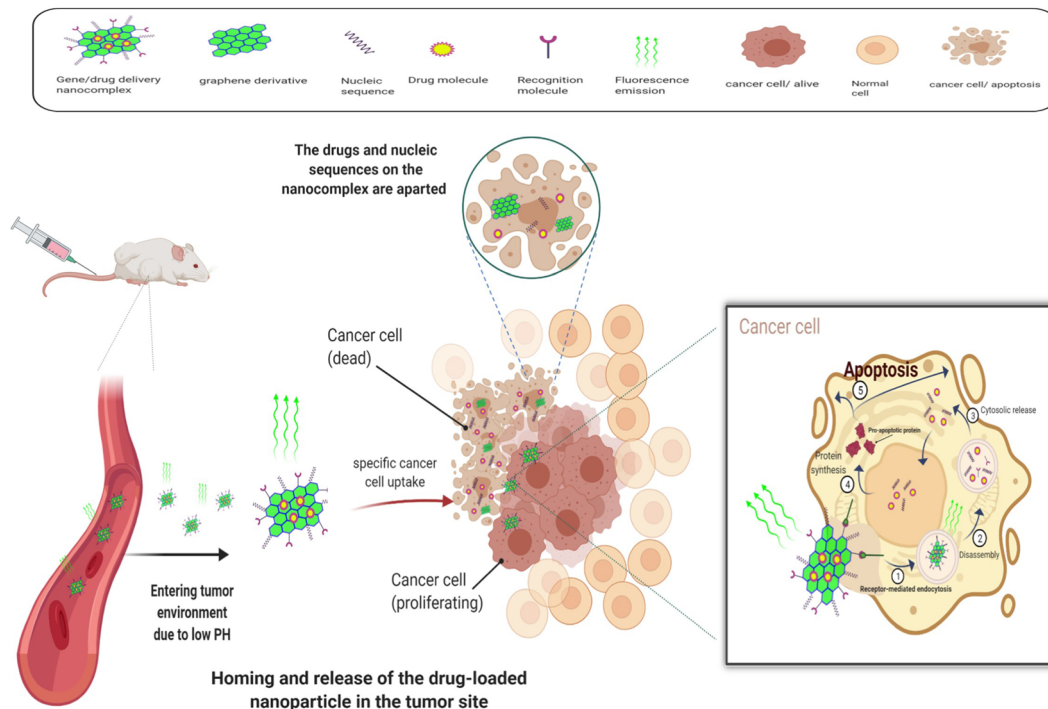 Gene/drug delivery
nanocomplex
graphene derivative
Nucleic
sequence
Drug molecule
Recognition
molecule
Fluorescence
emission
cancer cell/ alive
Normal
cell
cancer cell/ apoptosis
The drugs and nucleic
sequences on the
nanocomplex are aparted
Cancer cell
(dead)
specific cancer
cell uptake
Cancer cell
(proliferating)
Entering tumor
environment
due to low PH
Homing and release of the drug-loaded
nanoparticle in the tumor site
Cancer cell
Apoptosis
5
3
Cytosolic release
Pro-apoptotic protein
Protein
synthesis
4
2
Disassembly
1
Receptor-mediated endocytosis